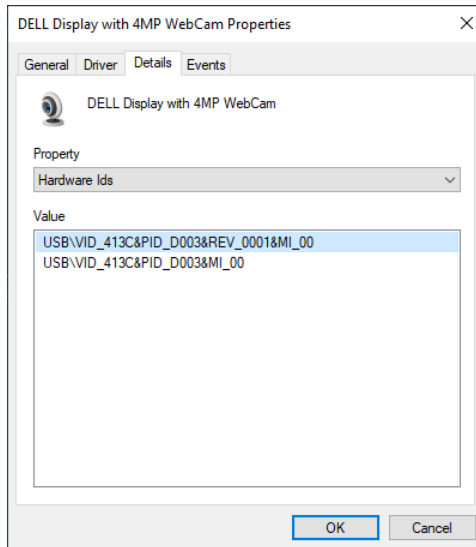 DELL Display with 4MP WebCam Properties
General Driver Details Events
DELL Display with 4MP WebCam
Property
Hardware Ids
Value
USB\VID_413C&PID_D003&REV_0001&MI_00
USB\VID_413C&PID_D003&MI_00
OK Cancel